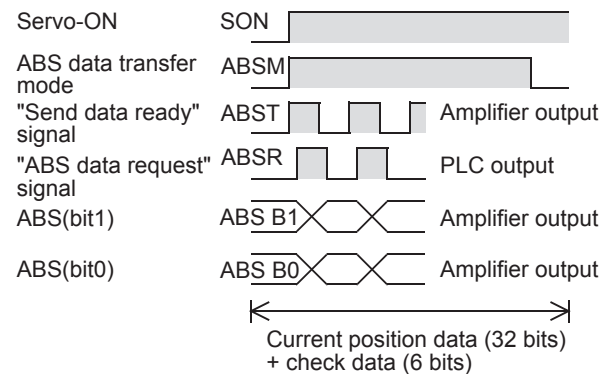 Servo-ON SON
ABS data transfer
mode
ABSM
"Send data ready"
signal
ABST Amplifier output
"ABS data request"
signal
ABSR PLC output
ABS(bit1) ABS B1 Amplifier output
ABS(bit0) ABS B0 Amplifier output
Current position data (32 bits)
+ check data (6 bits)